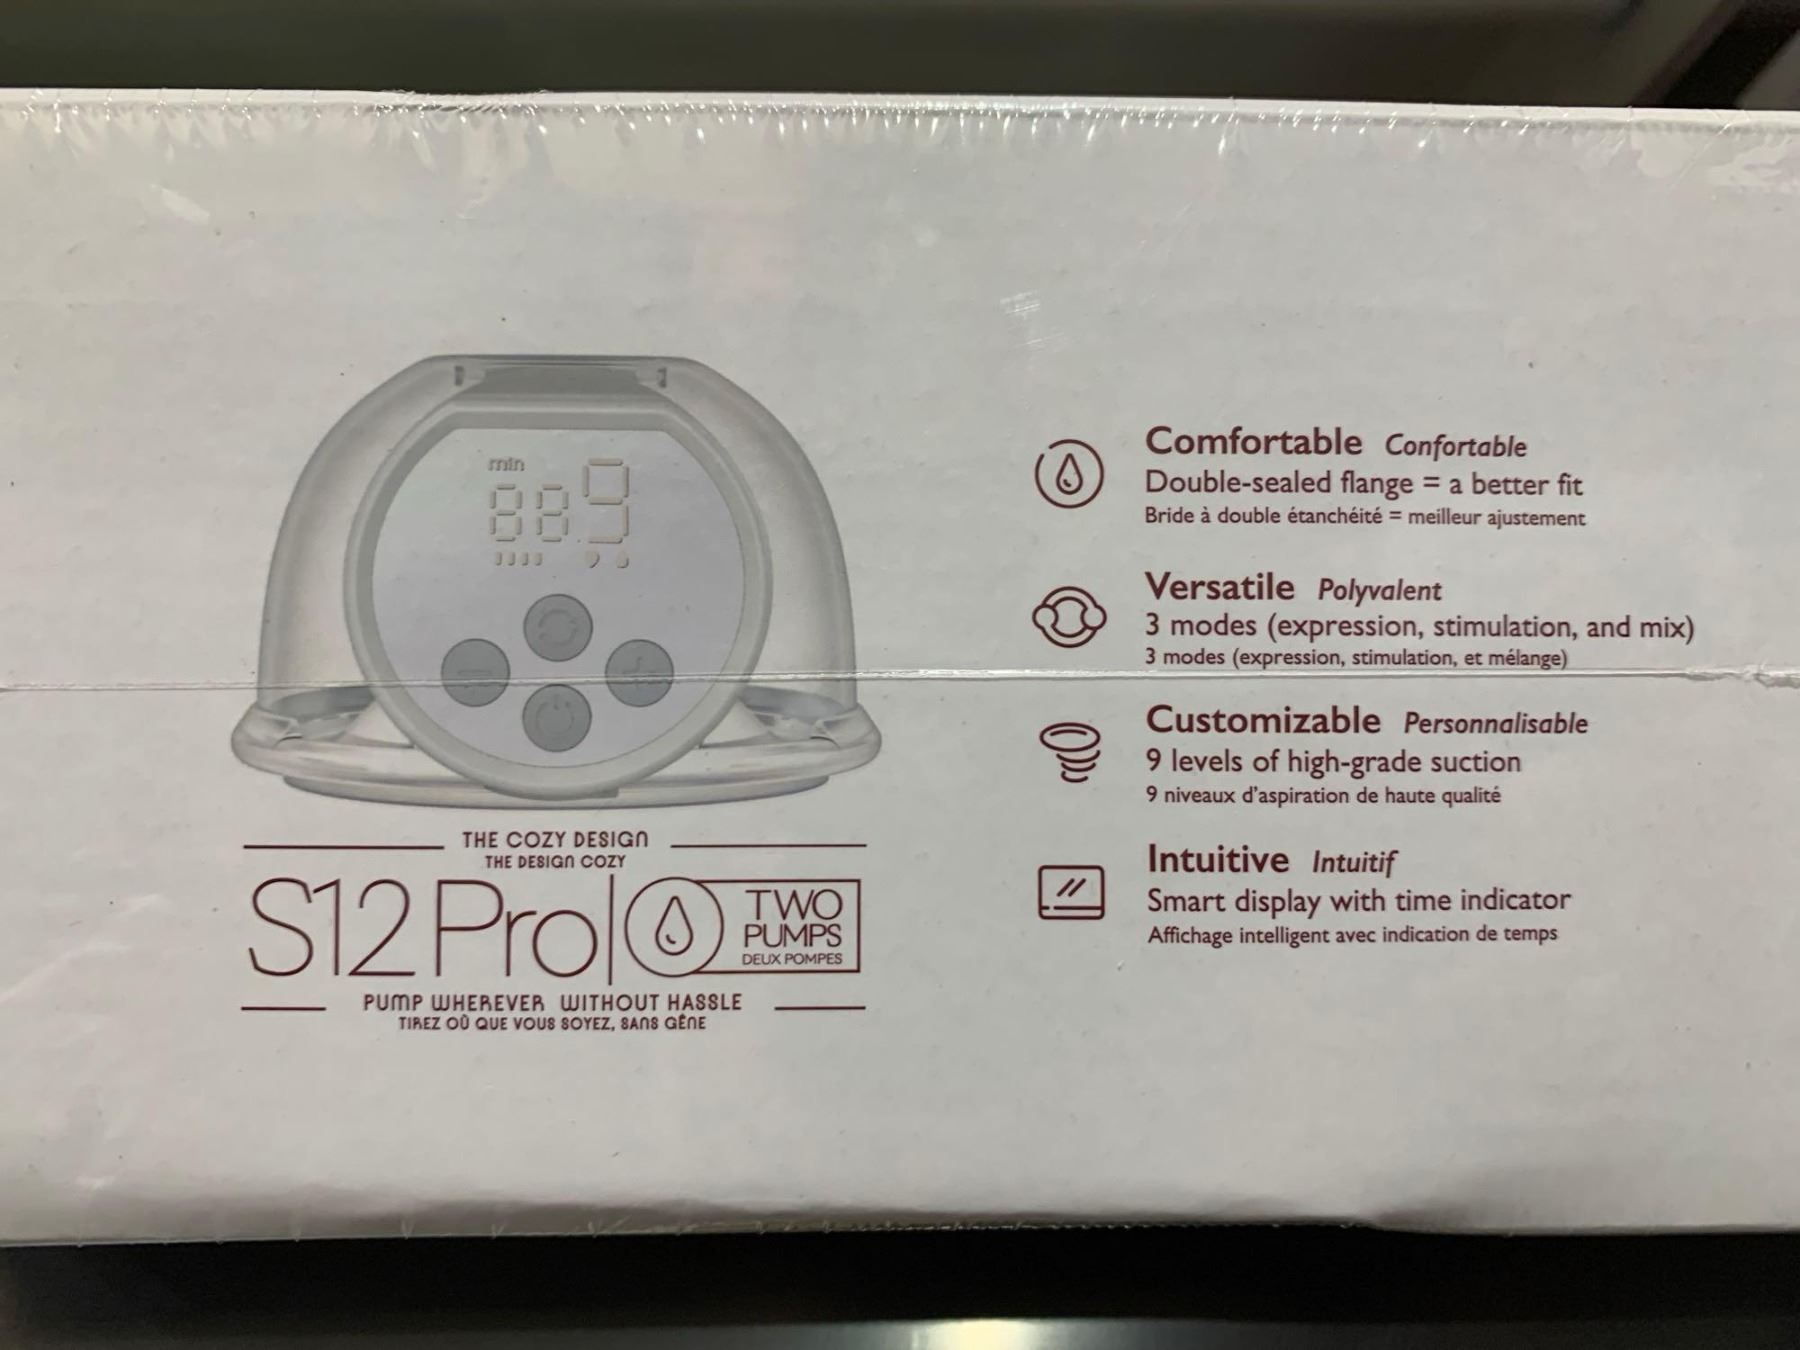 min
88.9
THE COZY DESIGN
THE DESIGN COZY
S12 Pro
TWO
PUMPS
DEUX POMPES
PUMP WHEREVER WITHOUT HASSLE
TIREZ OÙ QUE VOUS SOYEZ, SANS GÊNE
Comfortable Confortable
Double-sealed flange = a better fit
Bride à double étanchéité = meilleur ajustement
Versatile Polyvalent
3 modes (expression, stimulation, and mix)
3 modes (expression, stimulation, et mélange)
Customizable Personnalisable
9 levels of high-grade suction
9 niveaux d'aspiration de haute qualité
Intuitive Intuitif
Smart display with time indicator
Affichage intelligent avec indication de temps